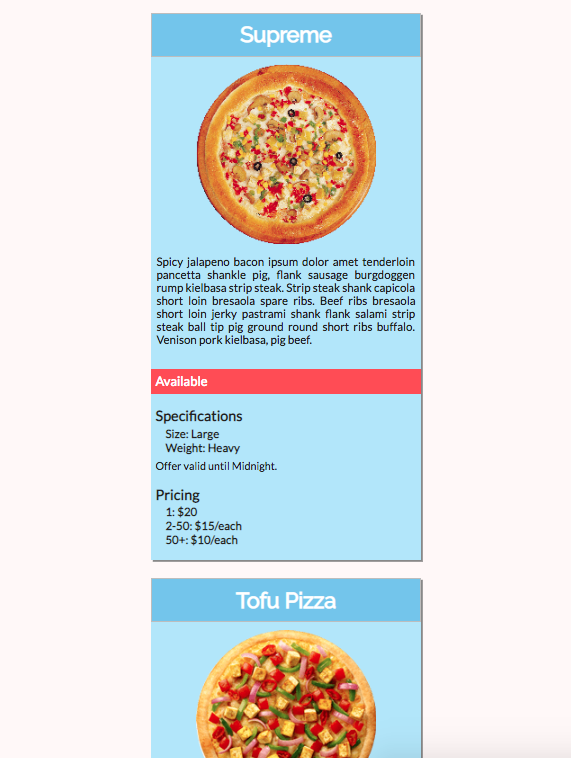 Supreme
Spicy jalapeno bacon ipsum dolor amet tenderloin
pancetta shankle pig, flank sausage burgdoggen
rump kielbasa strip steak. Strip steak shank capicola
short loin bresaola spare ribs. Beef ribs bresaola
short loin jerky pastrami shank flank salami strip
steak ball tip pig ground round short ribs buffalo.
Venison pork kielbasa, pig beef.
Available
Specifications
Size: Large
Weight: Heavy
Offer valid until Midnight.
Pricing
1: $20
2-50: $15/each
50+: $10/each
Tofu Pizza